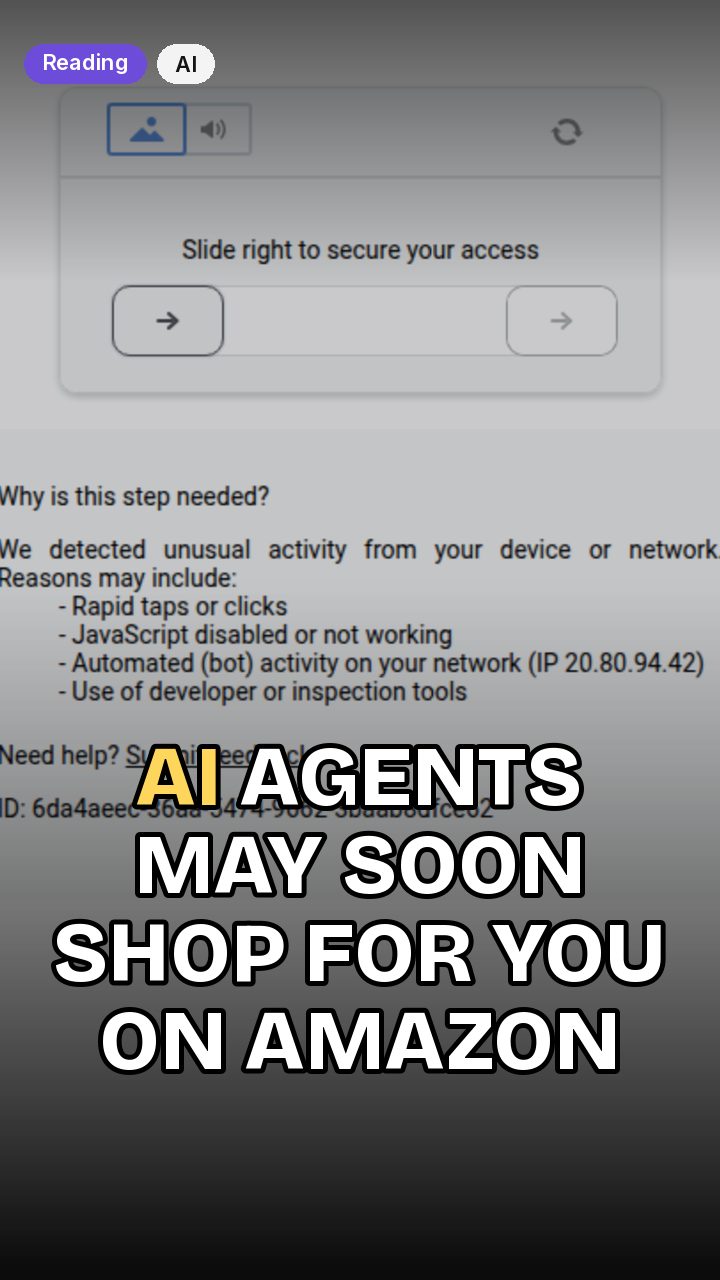 Reading
AI
Slide right to secure your access
Why is this step needed?
We detected unusual activity from your device or network.
Reasons may include:
- Rapid taps or clicks
- JavaScript disabled or not working
- Automated (bot) activity on your network (IP 20.80.94.42)
- Use of developer or inspection tools
Need help?
ID:
AI AGENTS
MAY SOON
SHOP FOR YOU
ON AMAZON